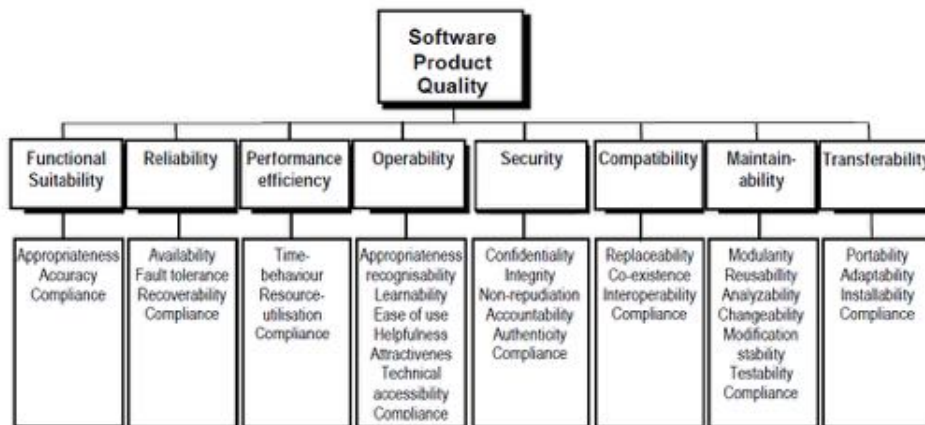 Software
Product
Quality
Functional
Suitability
Reliability
Performance
efficiency
Operability
Security
Compatibility
Maintain-
ability
Transferability
Appropriateness
Accuracy
Compliance
Availability
Fault tolerance
Recoverability
Compliance
Time-
behaviour
Resource-
utilisation
Compliance
Appropriateness
recognisability
Learnability
Ease of use
Helpfulness
Attractivenes
Technical
accessibility
Compliance
Confidentiality
Integrity
Non-repudiation
Accountability
Authenticity
Compliance
Replaceability
Co-existence
Interoperability
Compliance
Modularity
Reusability
Analyzability
Changeability
Modification
stability
Testability
Compliance
Portability
Adaptability
Installability
Compliance